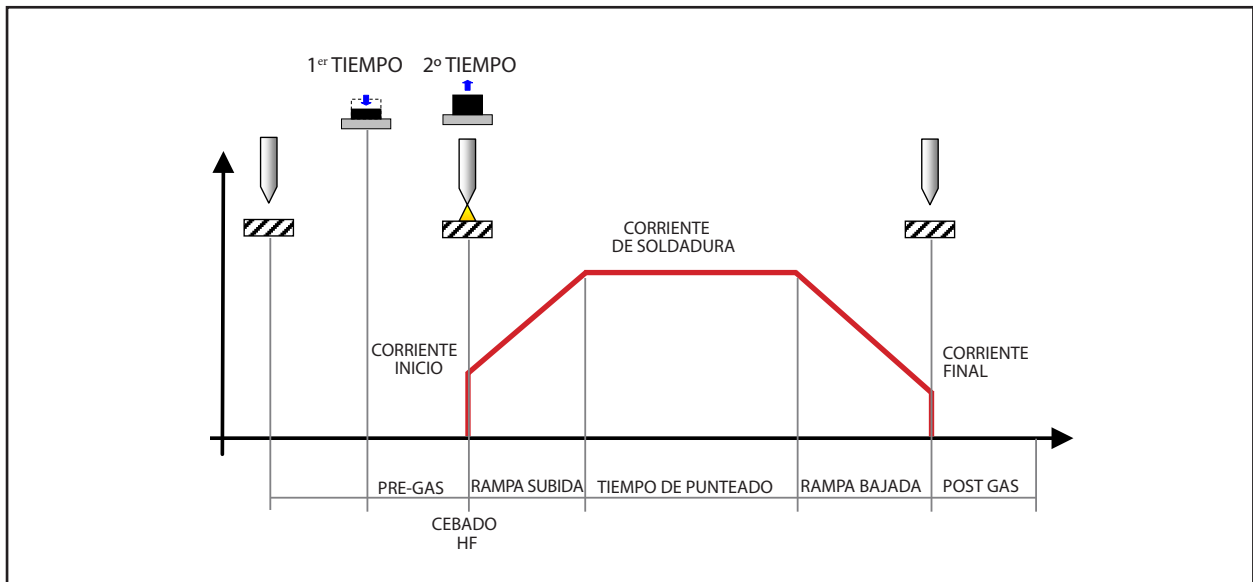 1er TIEMPO 2º TIEMPO
CORRIENTE
DE SOLDADURA
CORRIENTE
INICIO
CORRIENTE
FINAL
PRE-GAS RAMPA SUBIDA TIEMPO DE PUNTEADO RAMPA BAJADA POST GAS
CEBADO
HF